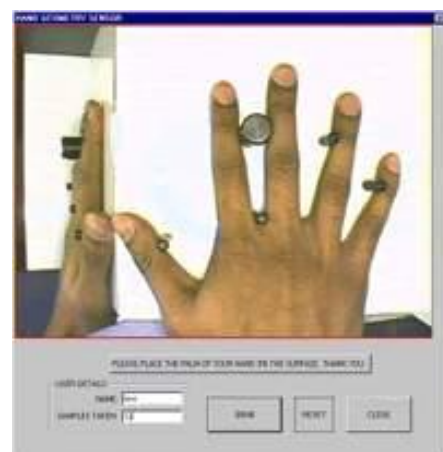 HAND GEOMETRY SENSOR
PLEASE PLACE THE PALM OF YOUR HAND ON THE SURFACE. THANK YOU
USER DETAILS
NAME
SAMPLES TAKEN
RESET
CLOSE